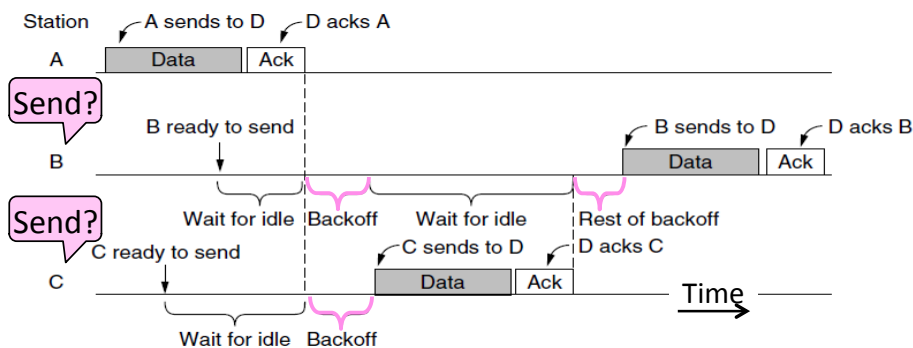 Station
A sends to D
D acks A
A
Data
Ack
Send?
B ready to send
B sends to D
D acks B
B
Data
Ack
Wait for idle
Backoff
Wait for idle
Rest of backoff
Send?
C ready to send
C sends to D
D acks C
C
Data
Ack
Time
Wait for idle
Backoff